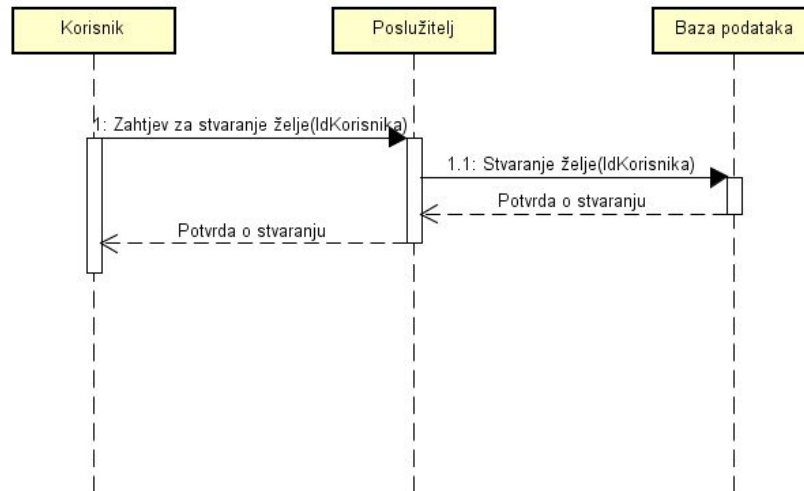 Korisnik
Poslužitelj
Baza podataka
1: Zahtjev za stvaranje želje(IdKorisnika)
1.1: Stvaranje želje(IdKorisnika)
Potvrda o stvaranju
Potvrda o stvaranju